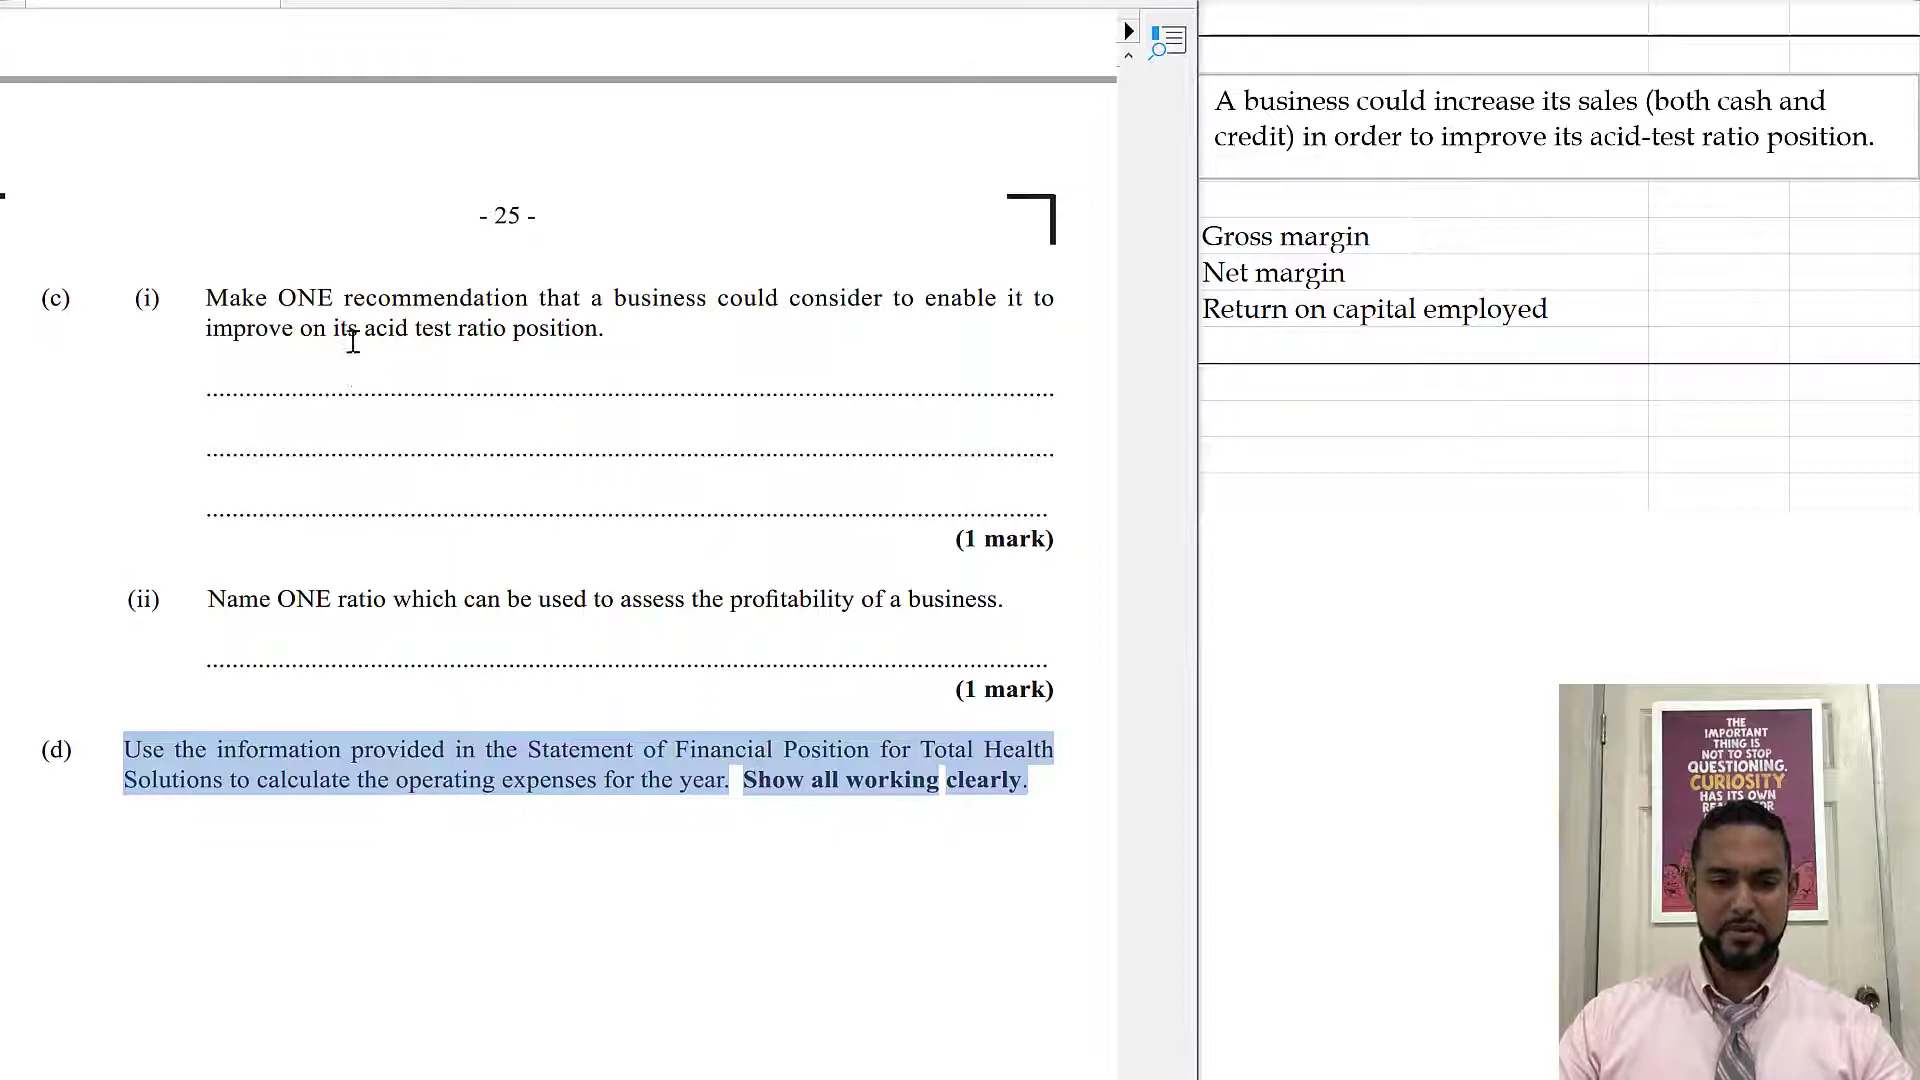 - 25 -
(c) (i) Make ONE recommendation that a business could consider to enable it to
improve on its acid test ratio position.
(1 mark)
(ii) Name ONE ratio which can be used to assess the profitability of a business.
(1 mark)
(d) Use the information provided in the Statement of Financial Position for Total Health
Solutions to calculate the operating expenses for the year. Show all working clearly.
A business could increase its sales (both cash and
credit) in order to improve its acid-test ratio position.
Gross margin
Net margin
Return on capital employed
THE
IMPORTANT
THING IS
NOT TO STOP
QUESTIONING.
CURIOSITY
HAS ITS OWN